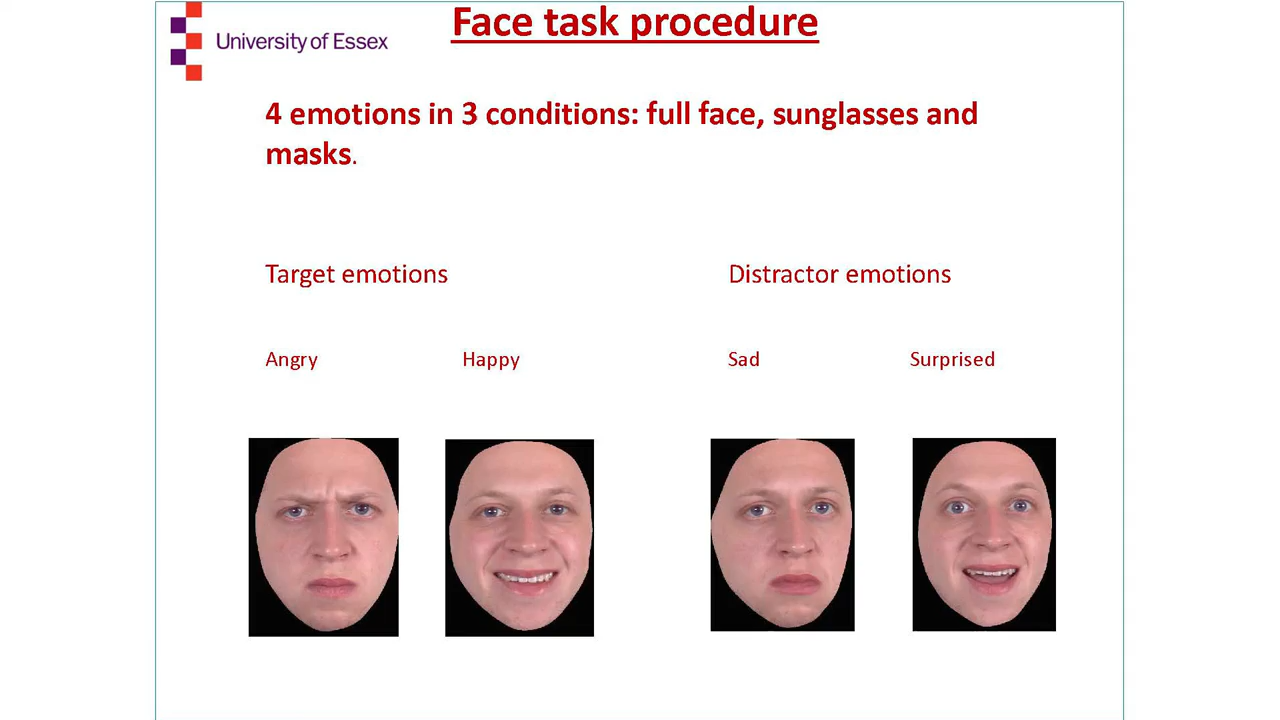 Face task procedure
University of Essex
4 emotions in 3 conditions: full face, sunglasses and
masks.
Target emotions
Distractor emotions
Angry
Happy
Sad
Surprised